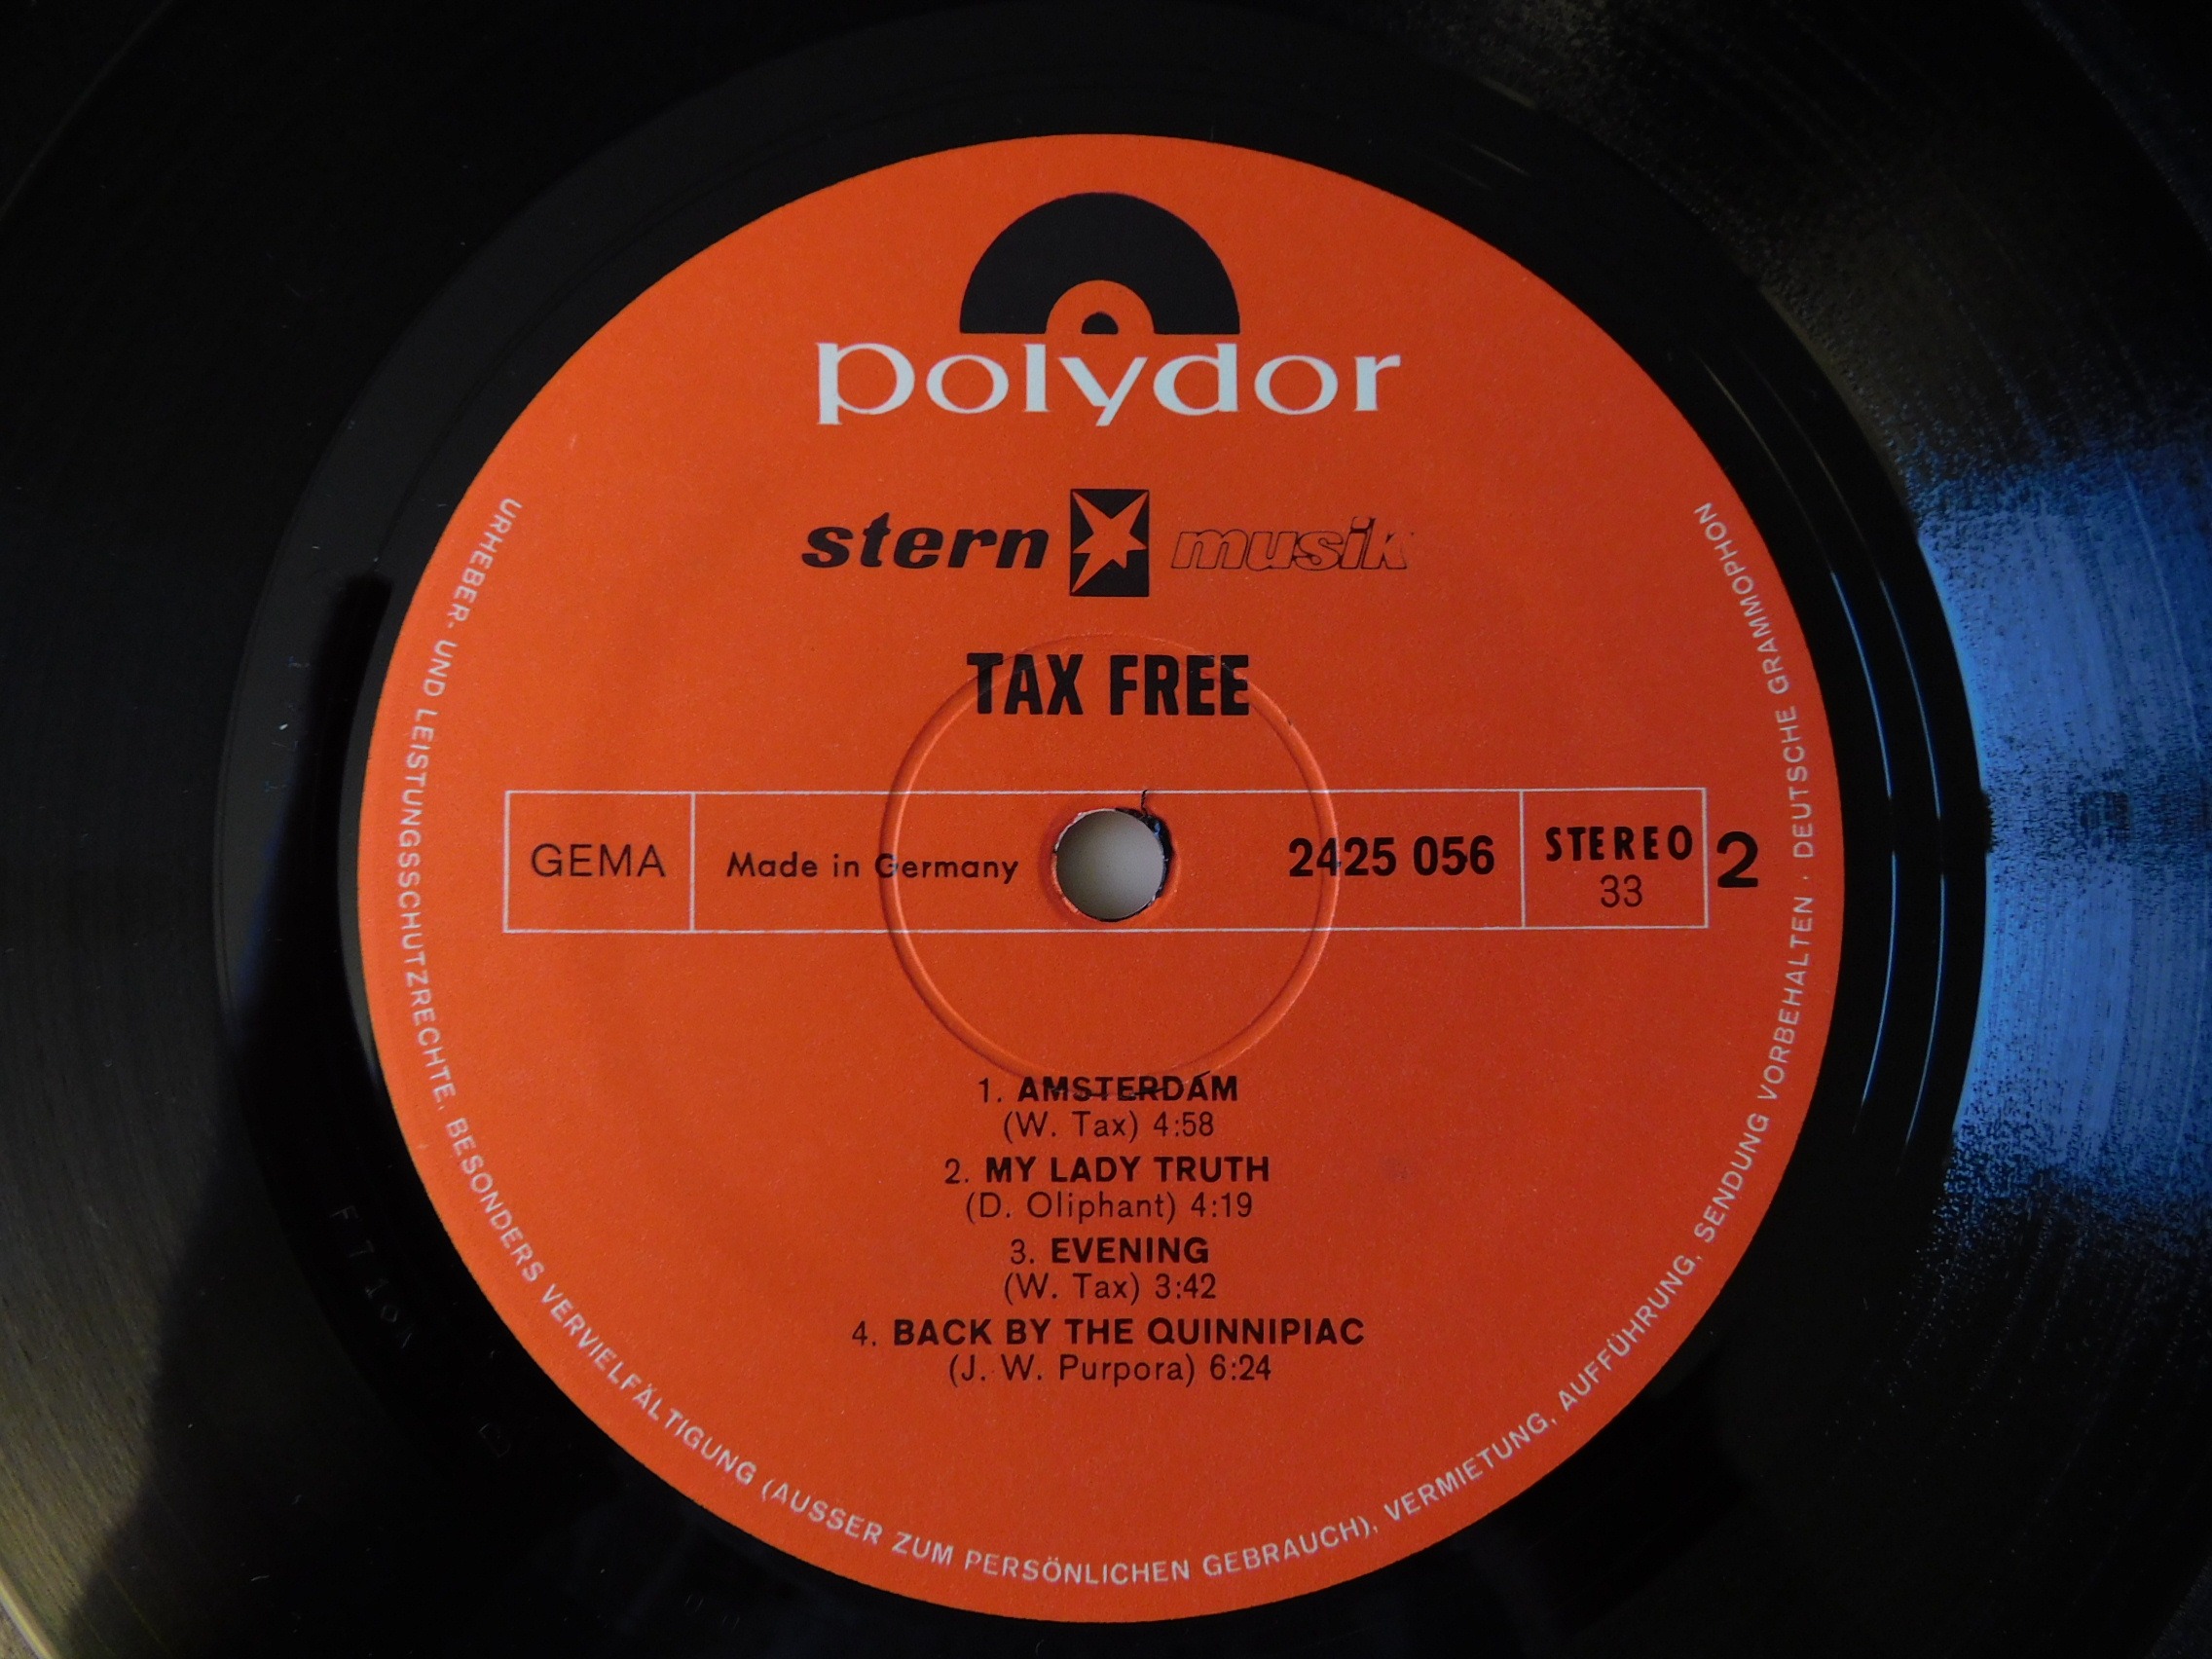 polydor
stern musik
TAX FREE
GEMA
Made in Germany
2425 056
STEREO
33
2
1. AMSTERDAM
(W. Tax) 4:58
2. MY LADY TRUTH
(D. Oliphant) 4:19
3. EVENING
(W. Tax) 3:42
4. BACK BY THE QUINNIPIAC
(J. W. Purpora) 6:24
URHEBER- UND LEISTUNGSSCHUTZRECHTE, BESONDERS VERVIELFÄLTIGUNG (AUSSER ZUM PERSÖNLICHEN GEBRAUCH), VERMIETUNG, AUFFÜHRUNG, SENDUNG VORBEHALTEN · DEUTSCHE GRAMMOPHON